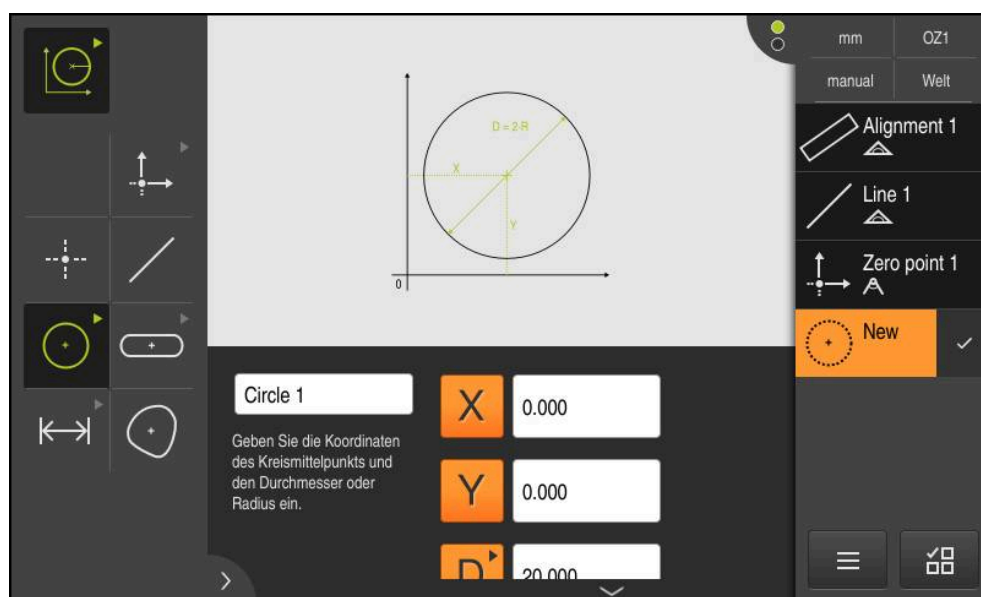 mm
OZ1
manual
Welt
D = 2·R
X
Y
0
Alignment 1
Line 1
Zero point 1
New
Circle 1
Geben Sie die Koordinaten
des Kreismittelpunkts und
den Durchmesser oder
Radius ein.
X
0.000
Y
0.000
D
20.000